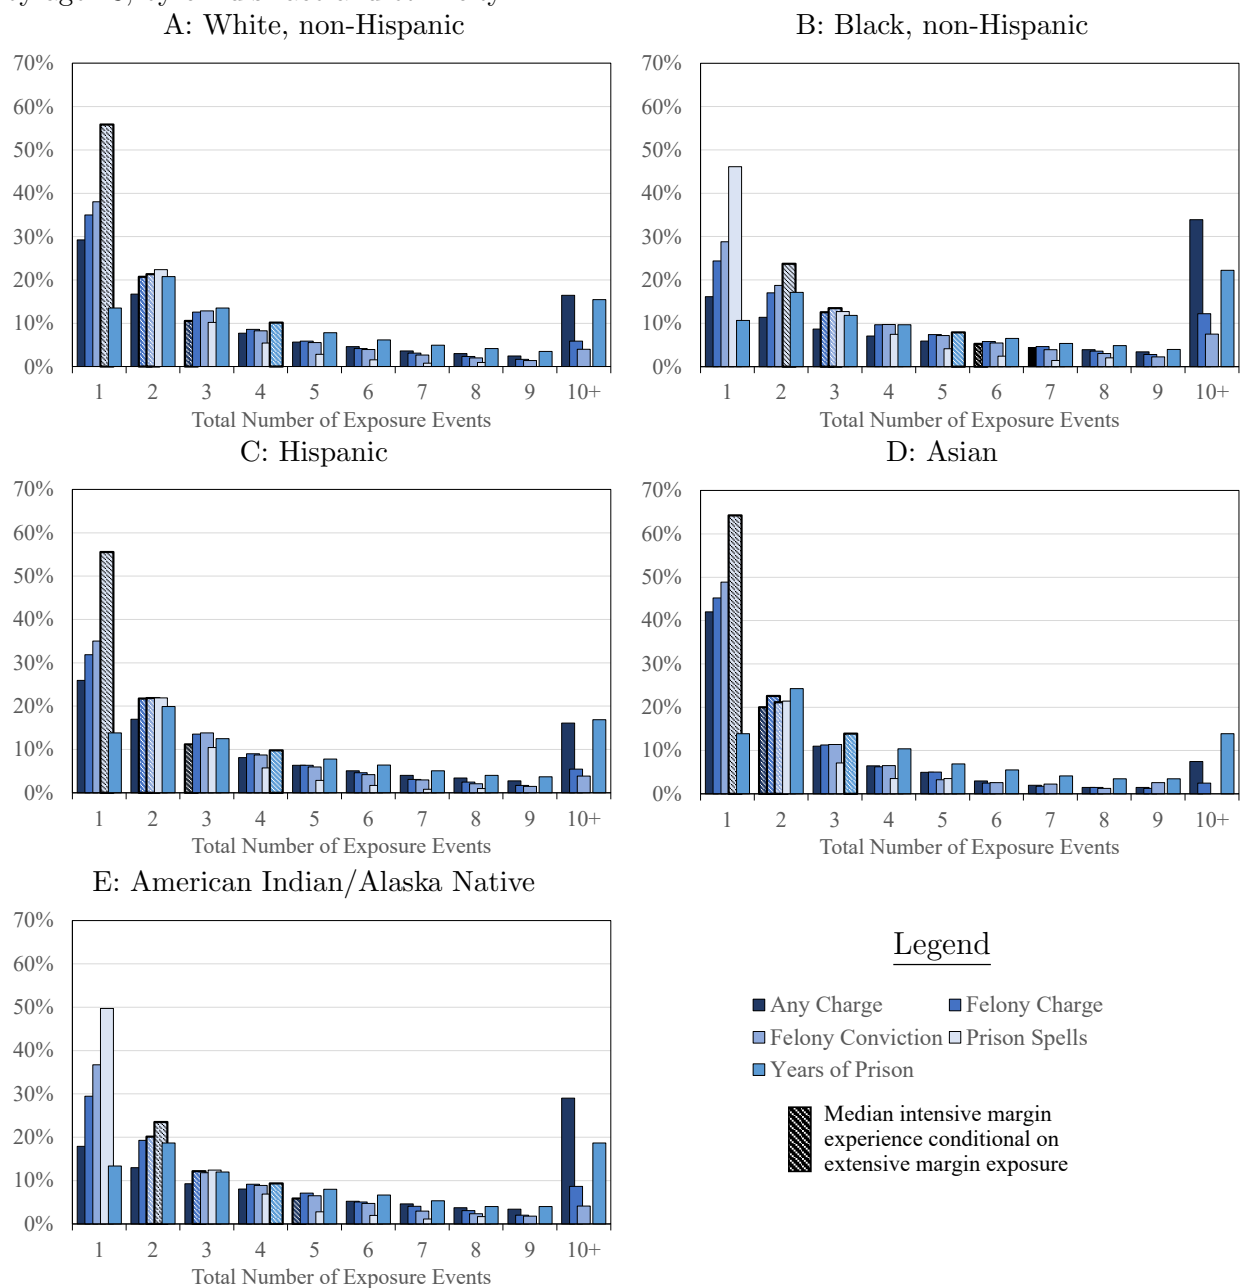 A: White, non-Hispanic
70%
60%
50%
40%
30%
20%
10%
0%
1 2 3 4 5 6 7 8 9 10+
Total Number of Exposure Events
B: Black, non-Hispanic
70%
60%
50%
40%
30%
20%
10%
0%
1 2 3 4 5 6 7 8 9 10+
Total Number of Exposure Events
C: Hispanic
70%
60%
50%
40%
30%
20%
10%
0%
1 2 3 4 5 6 7 8 9 10+
Total Number of Exposure Events
D: Asian
70%
60%
50%
40%
30%
20%
10%
0%
1 2 3 4 5 6 7 8 9 10+
Total Number of Exposure Events
E: American Indian/Alaska Native
70%
60%
50%
40%
30%
20%
10%
0%
1 2 3 4 5 6 7 8 9 10+
Total Number of Exposure Events
Legend
Any Charge Felony Charge
Felony Conviction Prison Spells
Years of Prison
Median intensive margin
experience conditional on
extensive margin exposure